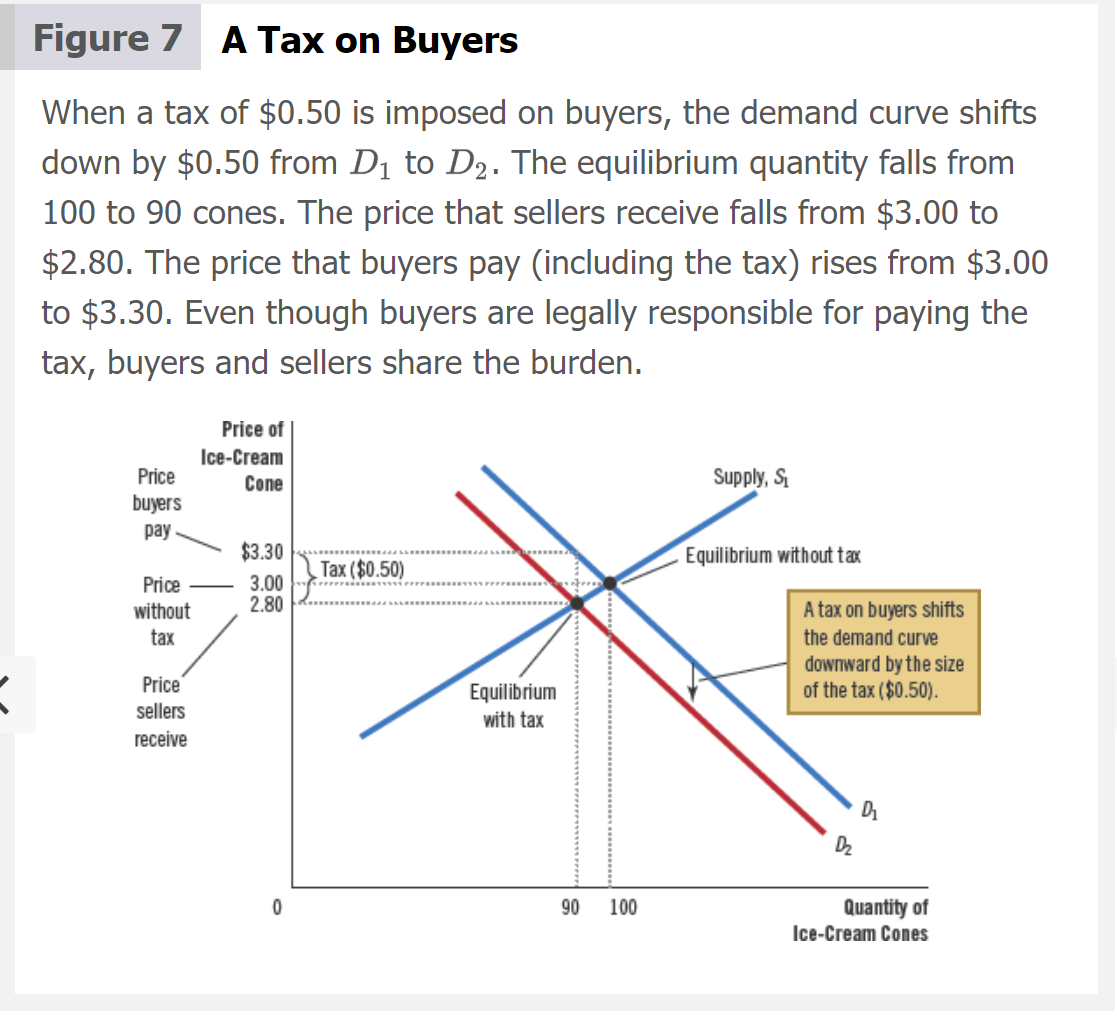 Figure 7 A Tax on Buyers
When a tax of $0.50 is imposed on buyers, the demand curve shifts
down by $0.50 from D₁ to D₂. The equilibrium quantity falls from
100 to 90 cones. The price that sellers receive falls from $3.00 to
$2.80. The price that buyers pay (including the tax) rises from $3.00
to $3.30. Even though buyers are legally responsible for paying the
tax, buyers and sellers share the burden.
Price of
Ice-Cream
Cone
Price
buyers
pay
$3.30
Tax ($0.50)
3.00
2.80
Price
without
tax
Price
sellers
receive
Supply, S₁
Equilibrium without tax
A tax on buyers shifts
the demand curve
downward by the size
of the tax ($0.50).
Equilibrium
with tax
D₁
D₂
0
90
100
Quantity of
Ice-Cream Cones